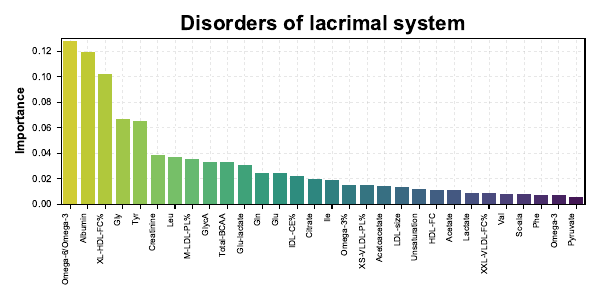 Disorders of lacrimal system
Importance
0.12
0.10
0.08
0.06
0.04
0.02
0.00
Omega-6/Omega-3
Albumin
XL-HDL-FC%
Gly
Tyr
Creatinine
Leu
M-LDL-PL%
GlycA
Total-BCAA
Glu-lactate
Gln
Glu
IDL-CE%
Citrate
Ile
Omega-3%
XS-VLDL-PL%
Acetoacetate
LDL-size
Unsaturation
HDL-FC
Acetate
Lactate
XXL-VLDL-FC%
Val
Phe
Omega-3
Pyruvate